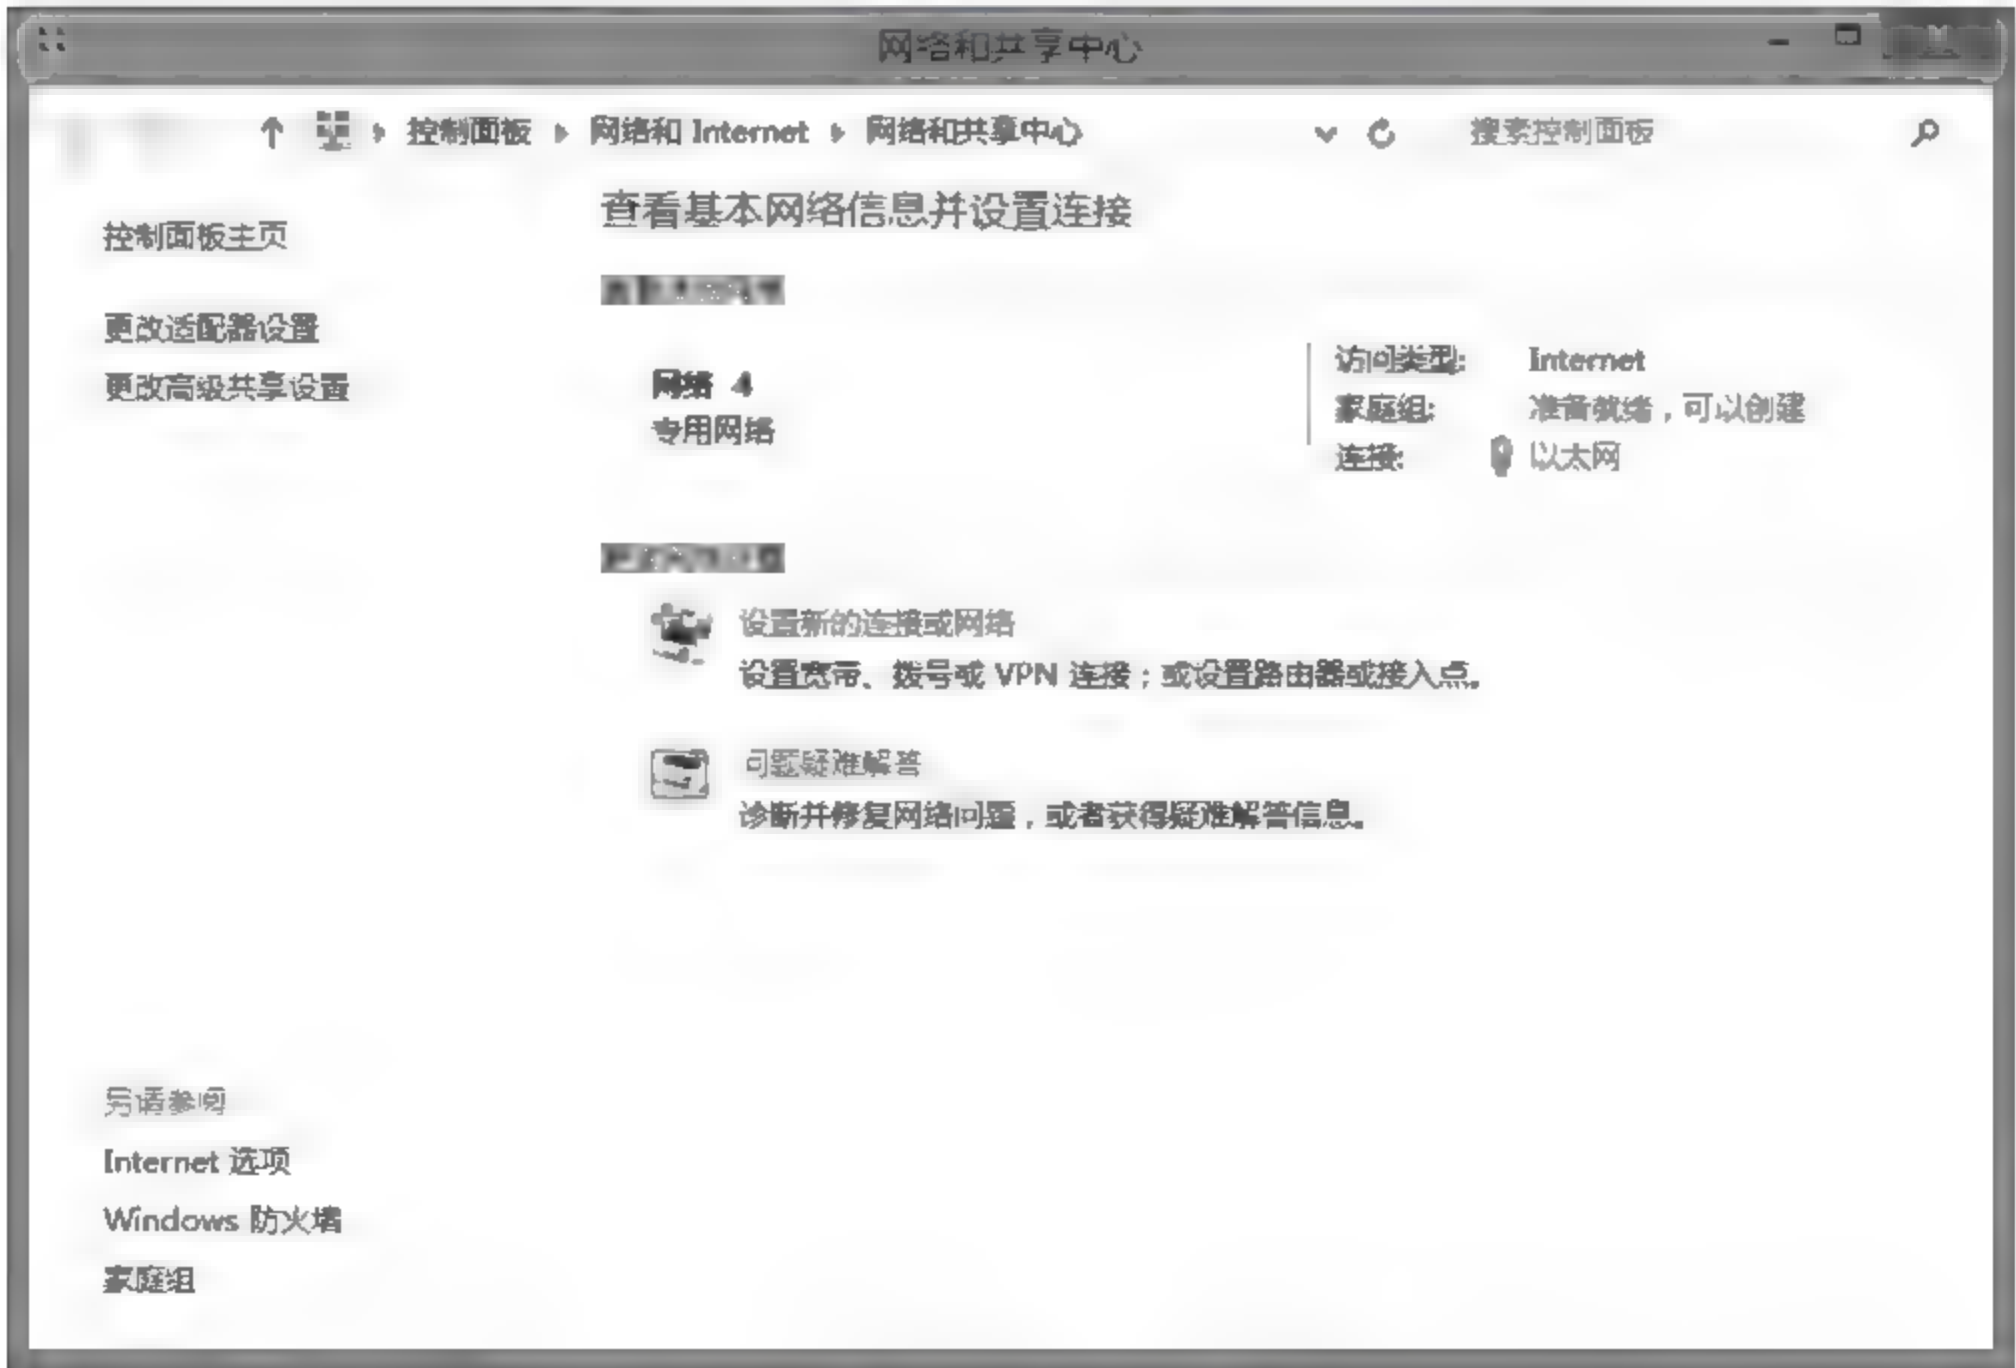 网络和共享中心
控制面板 网络和 Internet 网络和共享中心 搜索控制面板
控制面板主页
更改适配器设置
更改高级共享设置
查看基本网络信息并设置连接
网络 4
专用网络
访问类型: Internet
家庭组: 准备就绪，可以创建
连接: 以太网
设置新的连接或网络
设置宽带、拨号或 VPN 连接；或设置路由器或接入点。
问题疑难解答
诊断并修复网络问题，或者获得疑难解答信息。
另请参阅
Internet 选项
Windows 防火墙
家庭组